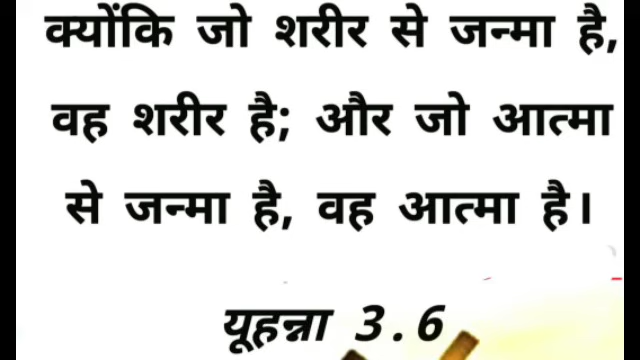 क्योंकि जो शरीर से जन्मा है,
वह शरीर है; और जो आत्मा
से जन्मा है, वह आत्मा है।
यूहन्ना 3.6